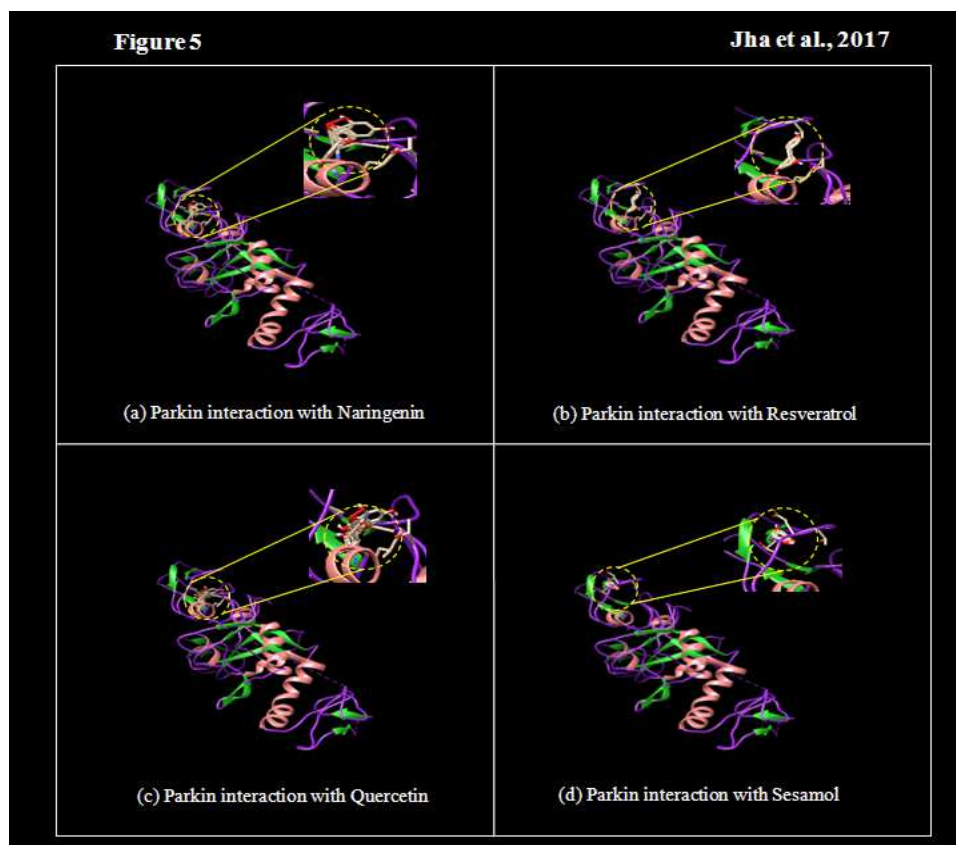 Figure 5
Jha et al., 2017
(a) Parkin interaction with Naringenin
(b) Parkin interaction with Resveratrol
(c) Parkin interaction with Quercetin
(d) Parkin interaction with Sesamol